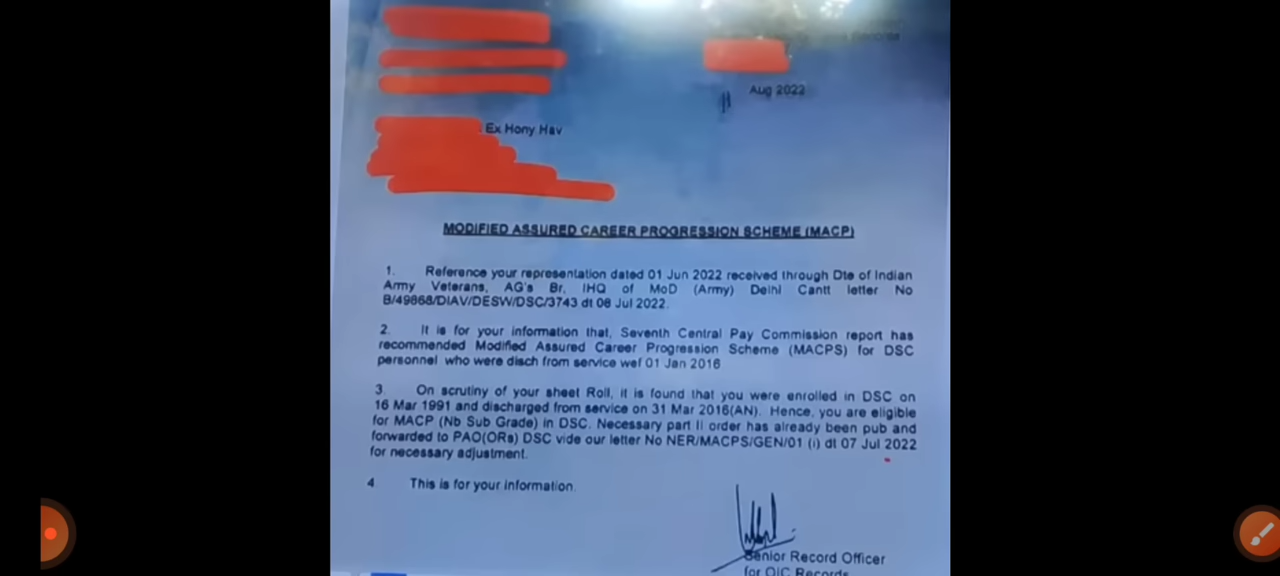 11 Aug 2022
Ex Hony Hav
MODIFIED ASSURED CAREER PROGRESSION SCHEME (MACP)
1. Reference your representation dated 01 Jun 2022 received through Dte of Indian
Army Veterans, AG's Br, IHQ of MoD (Army) Delhi Cantt letter No
B/49868/DIAV/DESW/DSC/3743 dt 08 Jul 2022.
2. It is for your information that, Seventh Central Pay Commission report has
recommended Modified Assured Career Progression Scheme (MACPS) for DSC
personnel who were disch from service wef 01 Jan 2016
3. On scrutiny of your sheet Roll, it is found that you were enrolled in DSC on
16 Mar 1991 and discharged from service on 31 Mar 2016(AN). Hence, you are eligible
for MACP (Nb Sub Grade) in DSC. Necessary part II order has already been pub and
forwarded to PAO(ORs) DSC vide our letter No NER/MACPS/GEN/01 (i) dt 07 Jul 2022
for necessary adjustment.
4 This is for your information.
Senior Record Officer
for OIC Records